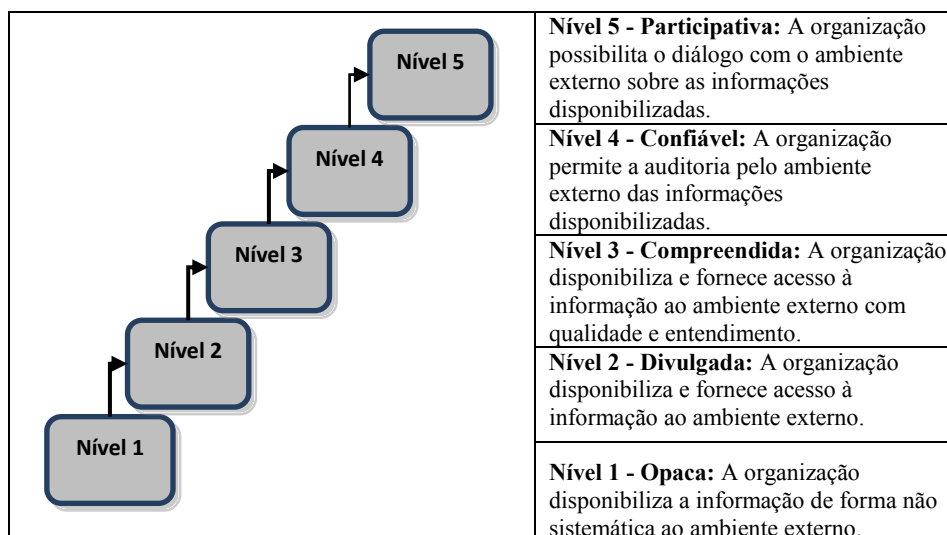 Nível 5
Nível 4
Nível 3
Nível 2
Nível 1
Nível 5 - Participativa: A organização
possibilita o diálogo com o ambiente
externo sobre as informações
disponibilizadas.
Nível 4 - Confiável: A organização
permite a auditoria pelo ambiente
externo das informações
disponibilizadas.
Nível 3 - Compreendida: A organização
disponibiliza e fornece acesso à
informação ao ambiente externo com
qualidade e entendimento.
Nível 2 - Divulgada: A organização
disponibiliza e fornece acesso à
informação ao ambiente externo.
Nível 1 - Opaca: A organização
disponibiliza a informação de forma não
sistemática ao ambiente externo.